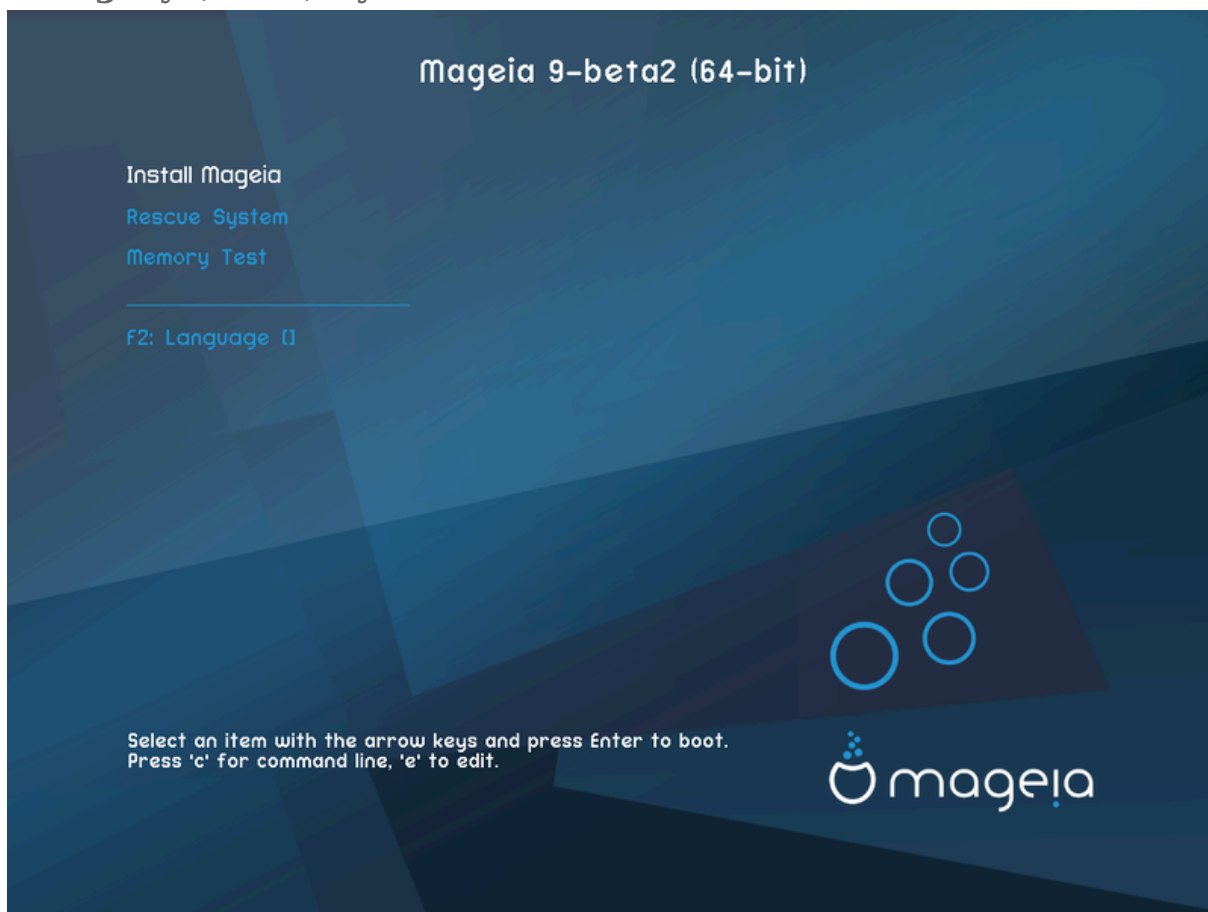 Mageia 9-beta2 (64-bit)
Install Mageia
Rescue System
Memory Test
F2: Language []
Select an item with the arrow keys and press Enter to boot.
Press 'c' for command line, 'e' to edit.
mageia